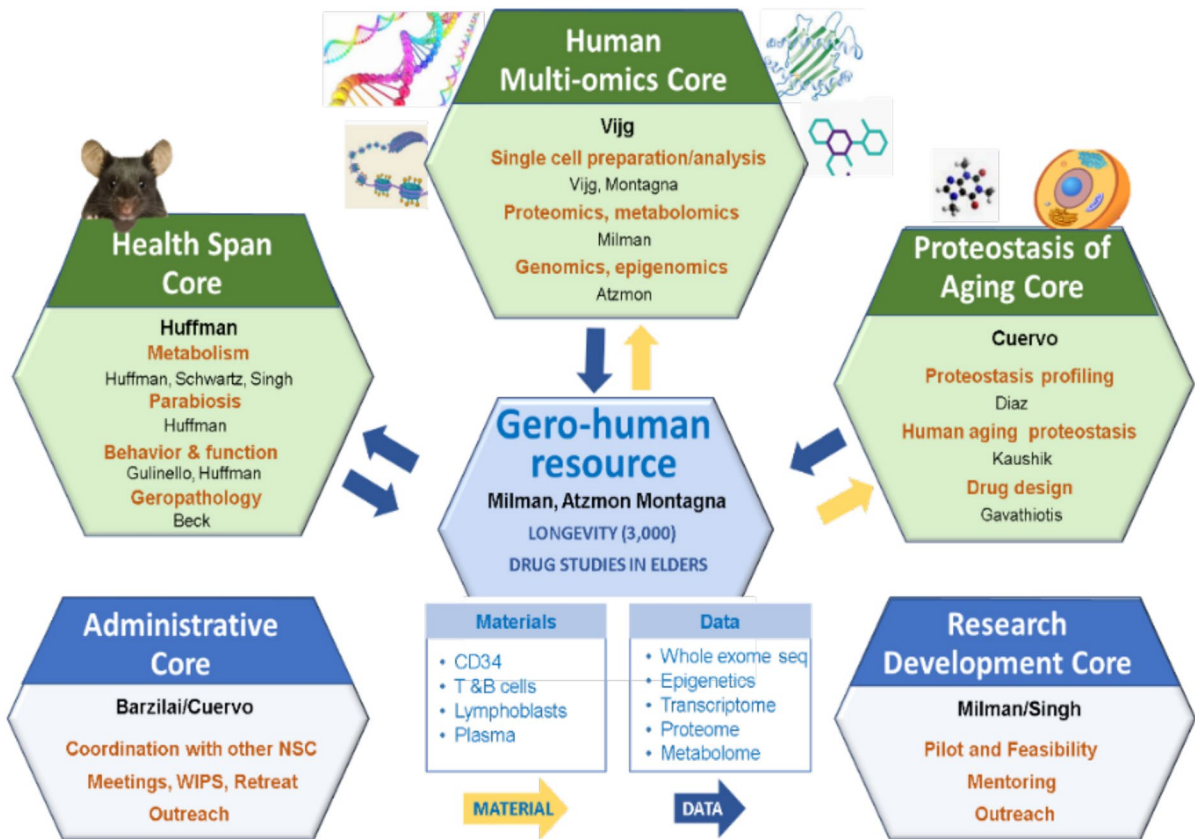 Human
Multi-omics Core
Vijg
Single cell preparation/analysis
Vijg, Montagna
Proteomics, metabolomics
Milman
Genomics, epigenomics
Atzmon
Health Span
Core
Huffman
Metabolism
Huffman, Schwartz, Singh
Parabiosis
Huffman
Behavior & function
Gulinello, Huffman
Geropathology
Beck
Proteostasis of
Aging Core
Cuervo
Proteostasis profiling
Diaz
Human aging proteostasis
Kaushik
Drug design
Gavathiotis
Gero-human
resource
Milman, Atzmon Montagna
LONGEVITY (3,000)
DRUG STUDIES IN ELDERS
Administrative
Core
Barzilai/Cuervo
Coordination with other NSC
Meetings, WIPS, Retreat
Outreach
Materials
• CD34
• T &B cells
• Lymphoblasts
• Plasma
MATERIAL
Data
• Whole exome seq
• Epigenetics
• Transcriptome
• Proteome
• Metabolome
DATA
Research
Development Core
Milman/Singh
Pilot and Feasibility
Mentoring
Outreach